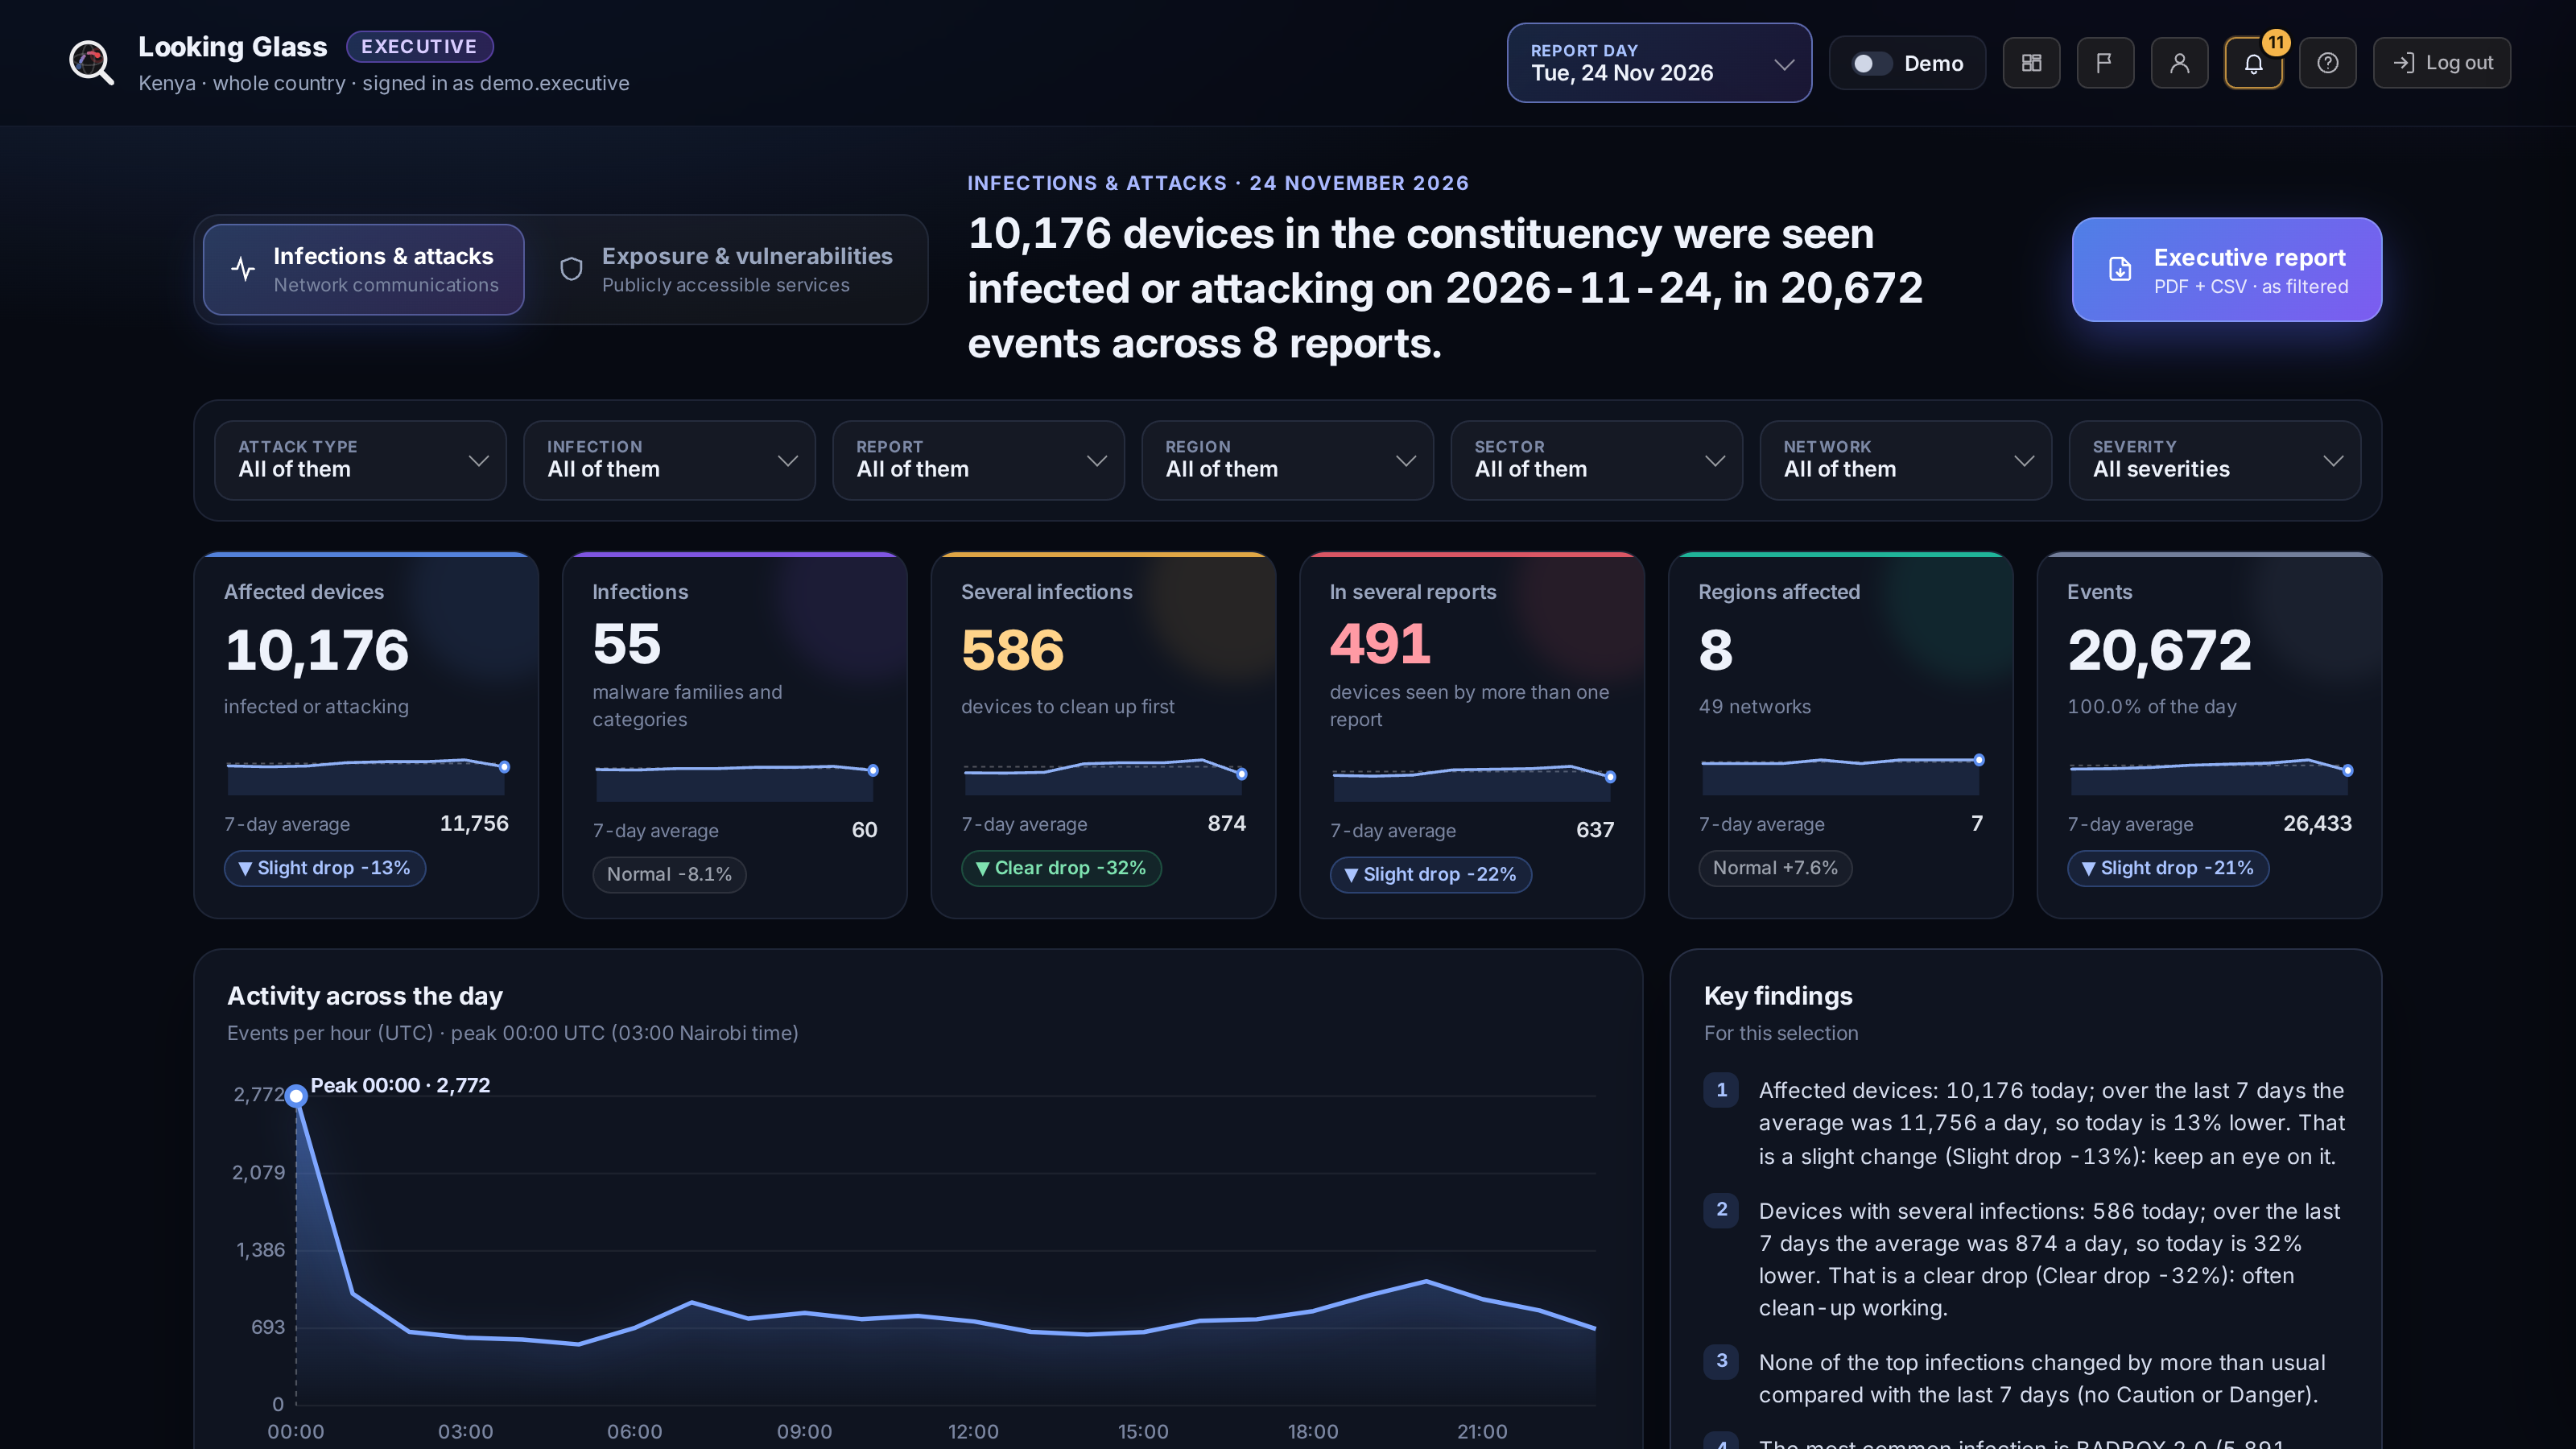 Looking Glass EXECUTIVE
Kenya · whole country · signed in as demo.executive
REPORT DAY
Tue, 24 Nov 2026
Demo
11
Log out
Infections & attacks
Network communications
Exposure & vulnerabilities
Publicly accessible services
INFECTIONS & ATTACKS · 24 NOVEMBER 2026
10,176 devices in the constituency were seen
infected or attacking on 2026-11-24, in 20,672
events across 8 reports.
Executive report
PDF + CSV · as filtered
ATTACK TYPE
All of them
INFECTION
All of them
REPORT
All of them
REGION
All of them
SECTOR
All of them
NETWORK
All of them
SEVERITY
All severities
Affected devices
10,176
infected or attacking
7-day average 11,756
▼ Slight drop -13%
Infections
55
malware families and
categories
7-day average 60
Normal -8.1%
Several infections
586
devices to clean up first
7-day average 874
▼ Clear drop -32%
In several reports
491
devices seen by more than one
report
7-day average 637
▼ Slight drop -22%
Regions affected
8
49 networks
7-day average 7
Normal +7.6%
Events
20,672
100.0% of the day
7-day average 26,433
▼ Slight drop -21%
Activity across the day
Events per hour (UTC) · peak 00:00 UTC (03:00 Nairobi time)
Peak 00:00 · 2,772
2,772
2,079
1,386
693
0
00:00 03:00 06:00 09:00 12:00 15:00 18:00 21:00
Key findings
For this selection
1 Affected devices: 10,176 today; over the last 7 days the
average was 11,756 a day, so today is 13% lower. That
is a slight change (Slight drop -13%): keep an eye on it.
2 Devices with several infections: 586 today; over the last
7 days the average was 874 a day, so today is 32%
lower. That is a clear drop (Clear drop -32%): often
clean-up working.
3 None of the top infections changed by more than usual
compared with the last 7 days (no Caution or Danger).
4 The most common infection is BADBOX 2.0 (5,891